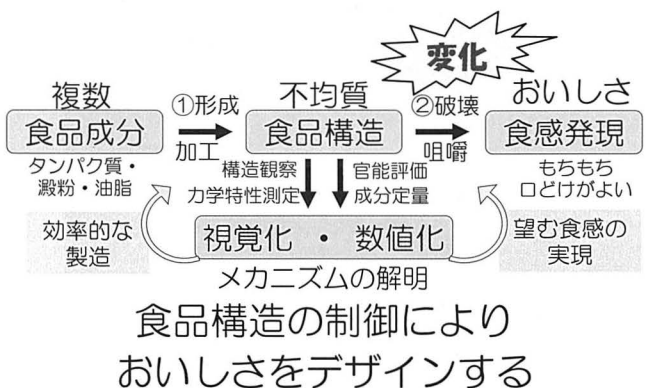 変化
複数
①形成
不均質
②破壊
おいしさ
食品成分
食品構造
食感発現
加工
咀嚼
タンパク質・
澱粉・油脂
構造観察
力学特性測定
官能評価
成分定量
もちもち
口どけがよい
効率的な
製造
視覚化 ・ 数値化
望む食感の
実現
メカニズムの解明
食品構造の制御により
おいしさをデザインする